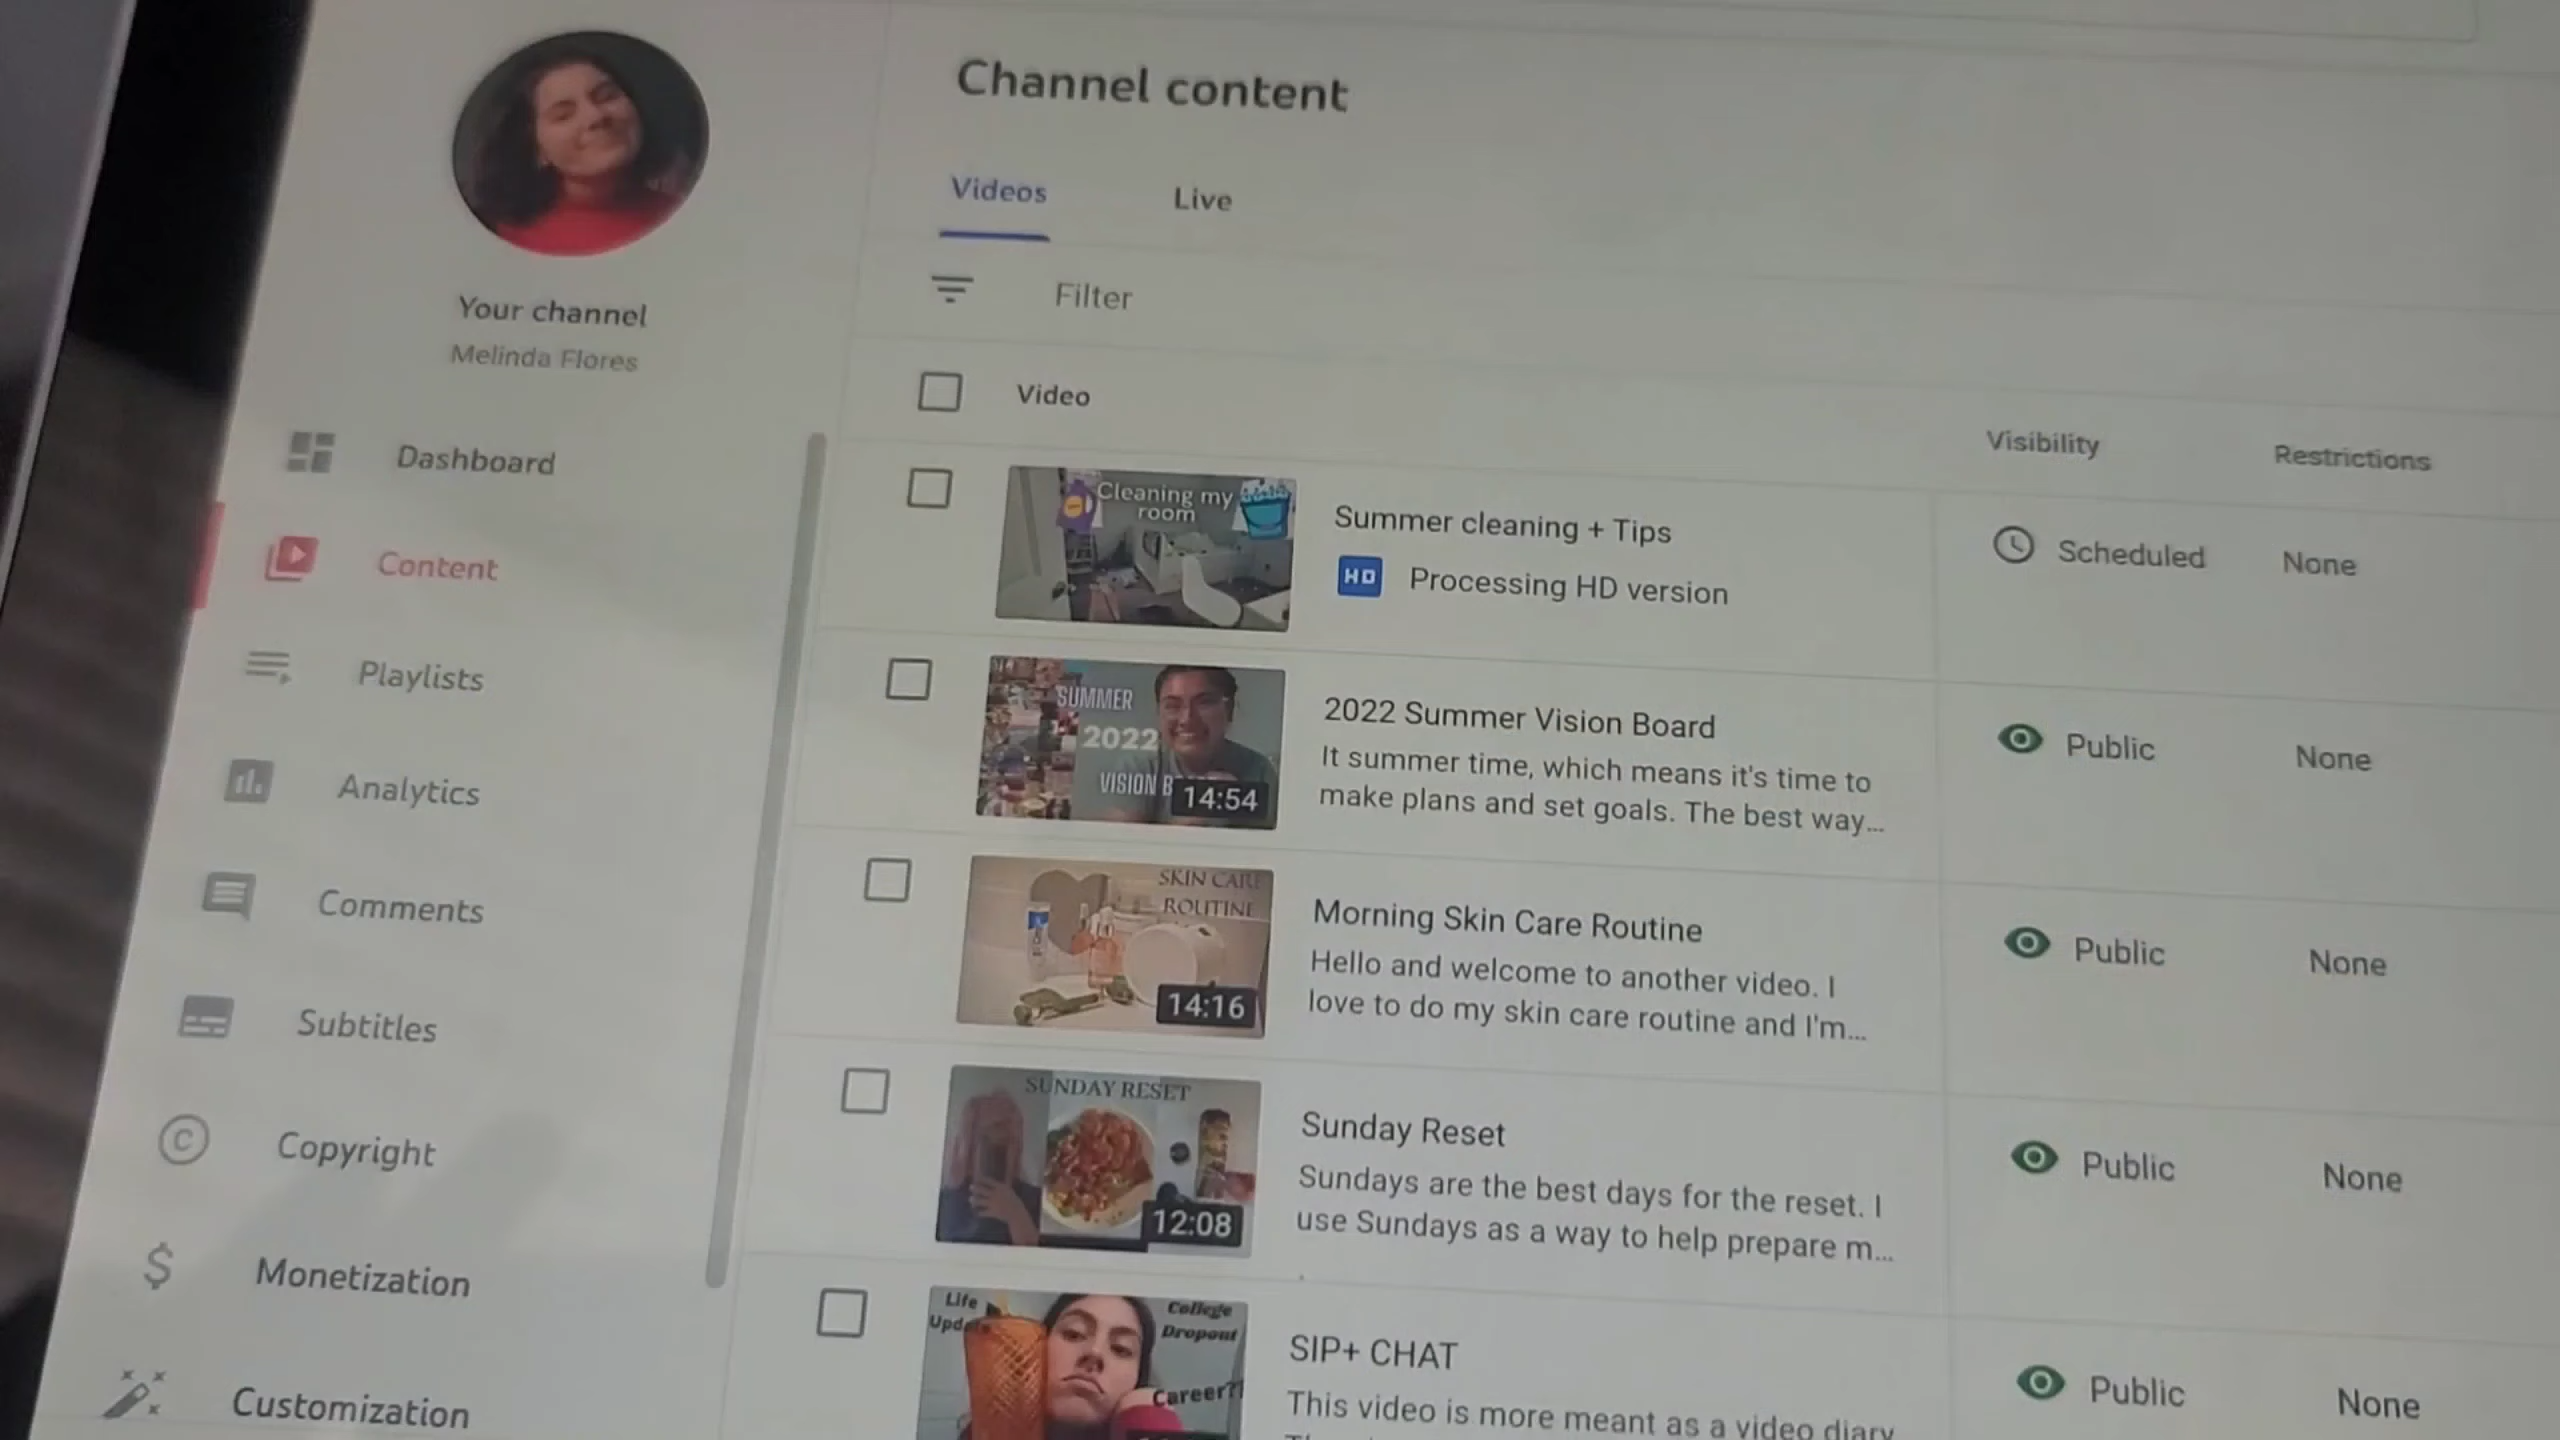 Channel content
Videos
Live
Filter
Your channel
Melinda Flores
Dashboard
Content
Playlists
Analytics
Comments
Subtitles
Copyright
Monetization
Customization
Video
Visibility
Restrictions
Cleaning my
room
Summer cleaning + Tips
HD Processing HD version
Scheduled
None
SUMMER
2022
VISION B
14:54
2022 Summer Vision Board
It summer time, which means it's time to
make plans and set goals. The best way...
Public
None
SKIN CARE
ROUTINE
14:16
Morning Skin Care Routine
Hello and welcome to another video. I
love to do my skin care routine and I'm...
Public
None
SUNDAY RESET
12:08
Sunday Reset
Sundays are the best days for the reset. I
use Sundays as a way to help prepare m...
Public
None
Life
Upd
College
Dropout
Career?!
SIP+ CHAT
This video is more meant as a video diary
Public
None